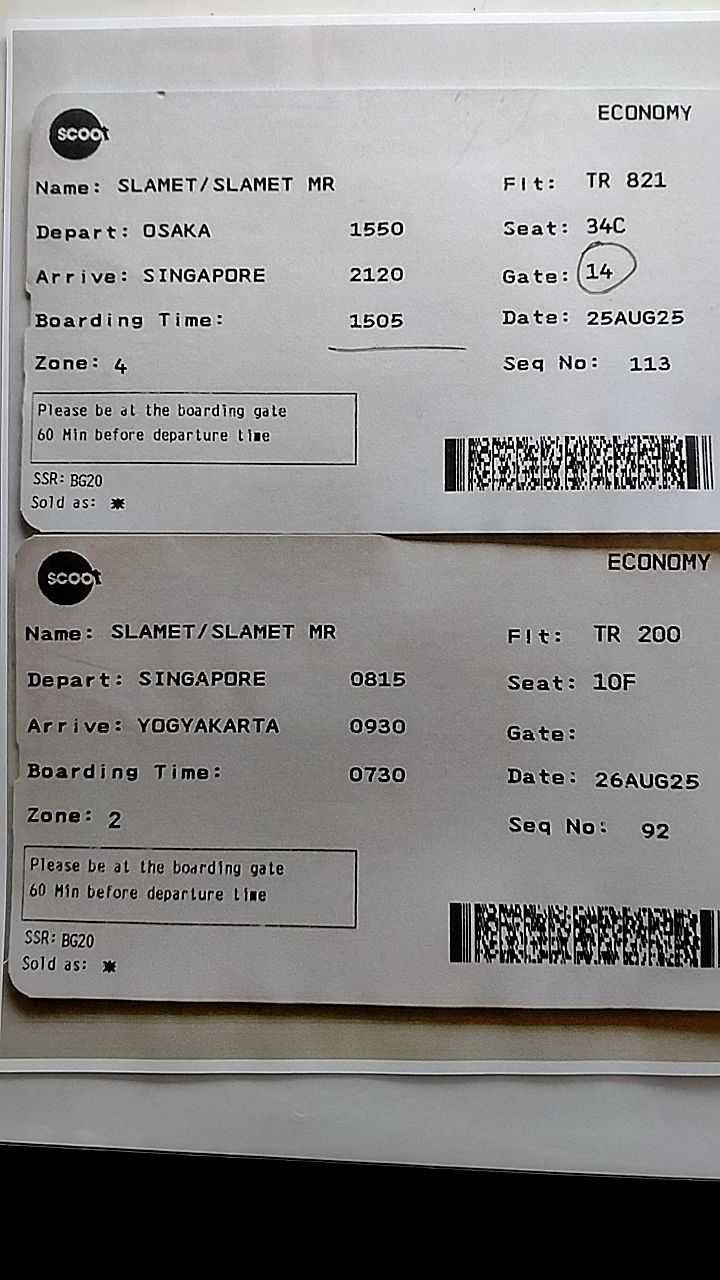 scoot
ECONOMY
Name: SLAMET/SLAMET MR
Flt: TR 821
Depart: OSAKA 1550
Seat: 34C
Arrive: SINGAPORE 2120
Gate: 14
Boarding Time: 1505
Date: 25AUG25
Zone: 4
Seq No: 113
Please be at the boarding gate
60 Min before departure time
SSR: BG20
Sold as: *
scoot
ECONOMY
Name: SLAMET/SLAMET MR
Flt: TR 200
Depart: SINGAPORE 0815
Seat: 10F
Arrive: YOGYAKARTA 0930
Gate:
Boarding Time: 0730
Date: 26AUG25
Zone: 2
Seq No: 92
Please be at the boarding gate
60 Min before departure time
SSR: BG20
Sold as: *